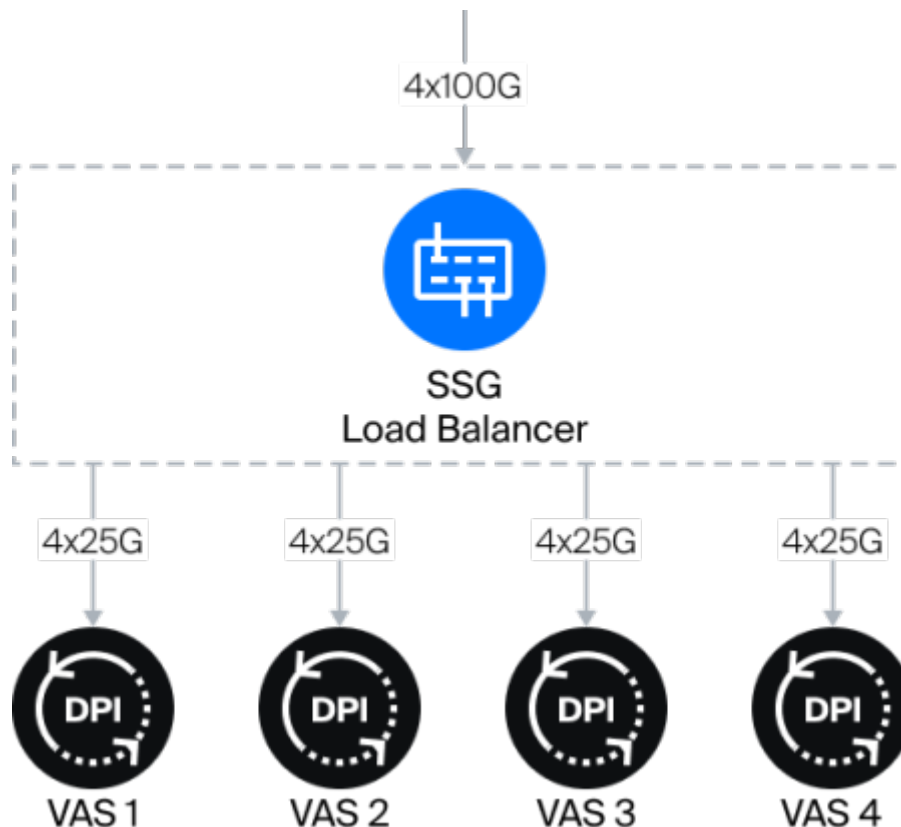 4x100G
SSG
Load Balancer
4x25G
4x25G
4x25G
4x25G
DPI
DPI
DPI
DPI
VAS 1
VAS 2
VAS 3
VAS 4